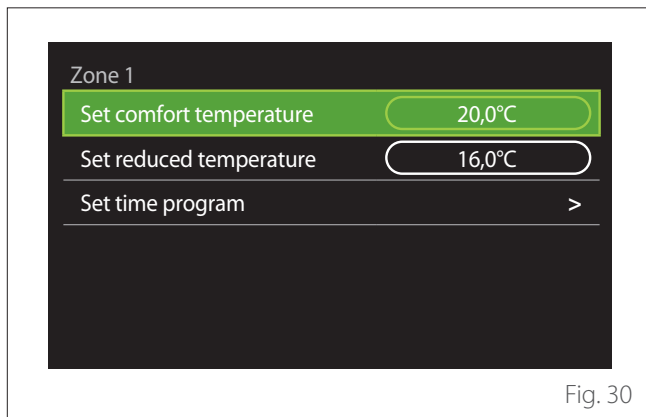 Zone 1
Set comfort temperature 20,0°C
Set reduced temperature 16,0°C
Set time program >
Fig. 30